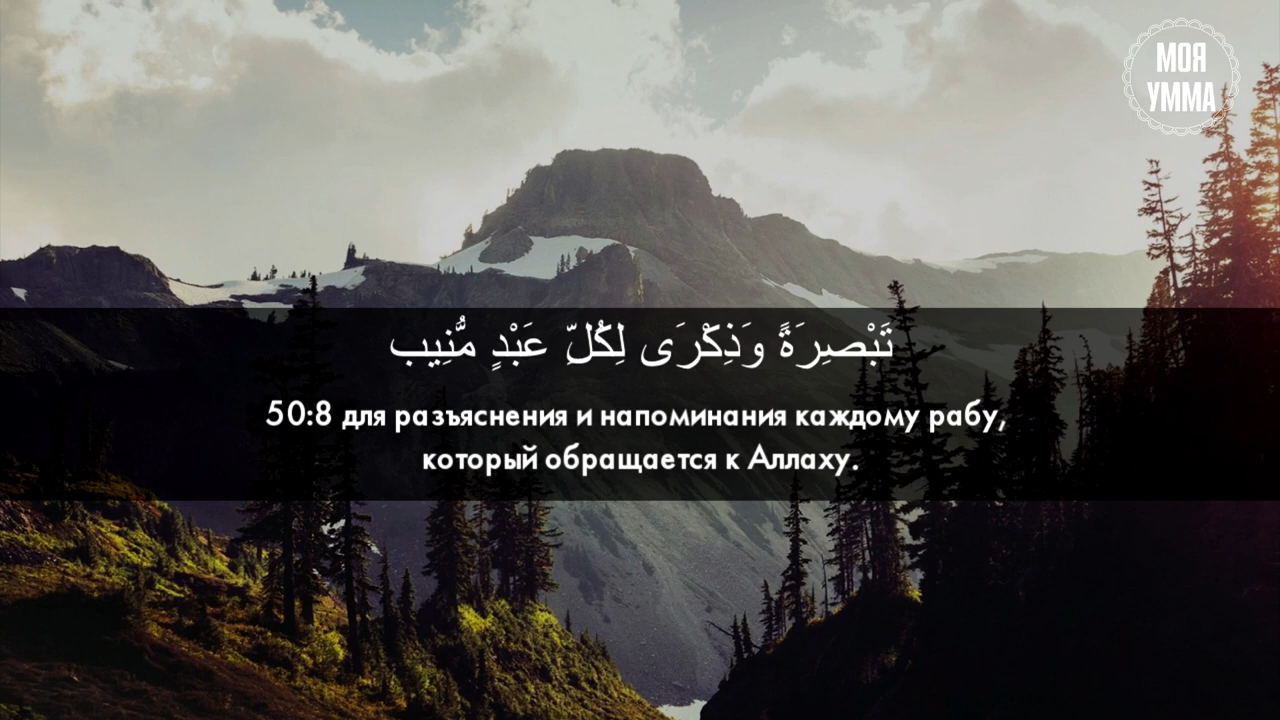 МОЯ
УММА
تَبْصِرَةً وَذِكْرَى لِكُلِّ عَبْدٍ مُّنِيب
50:8 для разъяснения и напоминания каждому рабу,
который обращается к Аллаху.